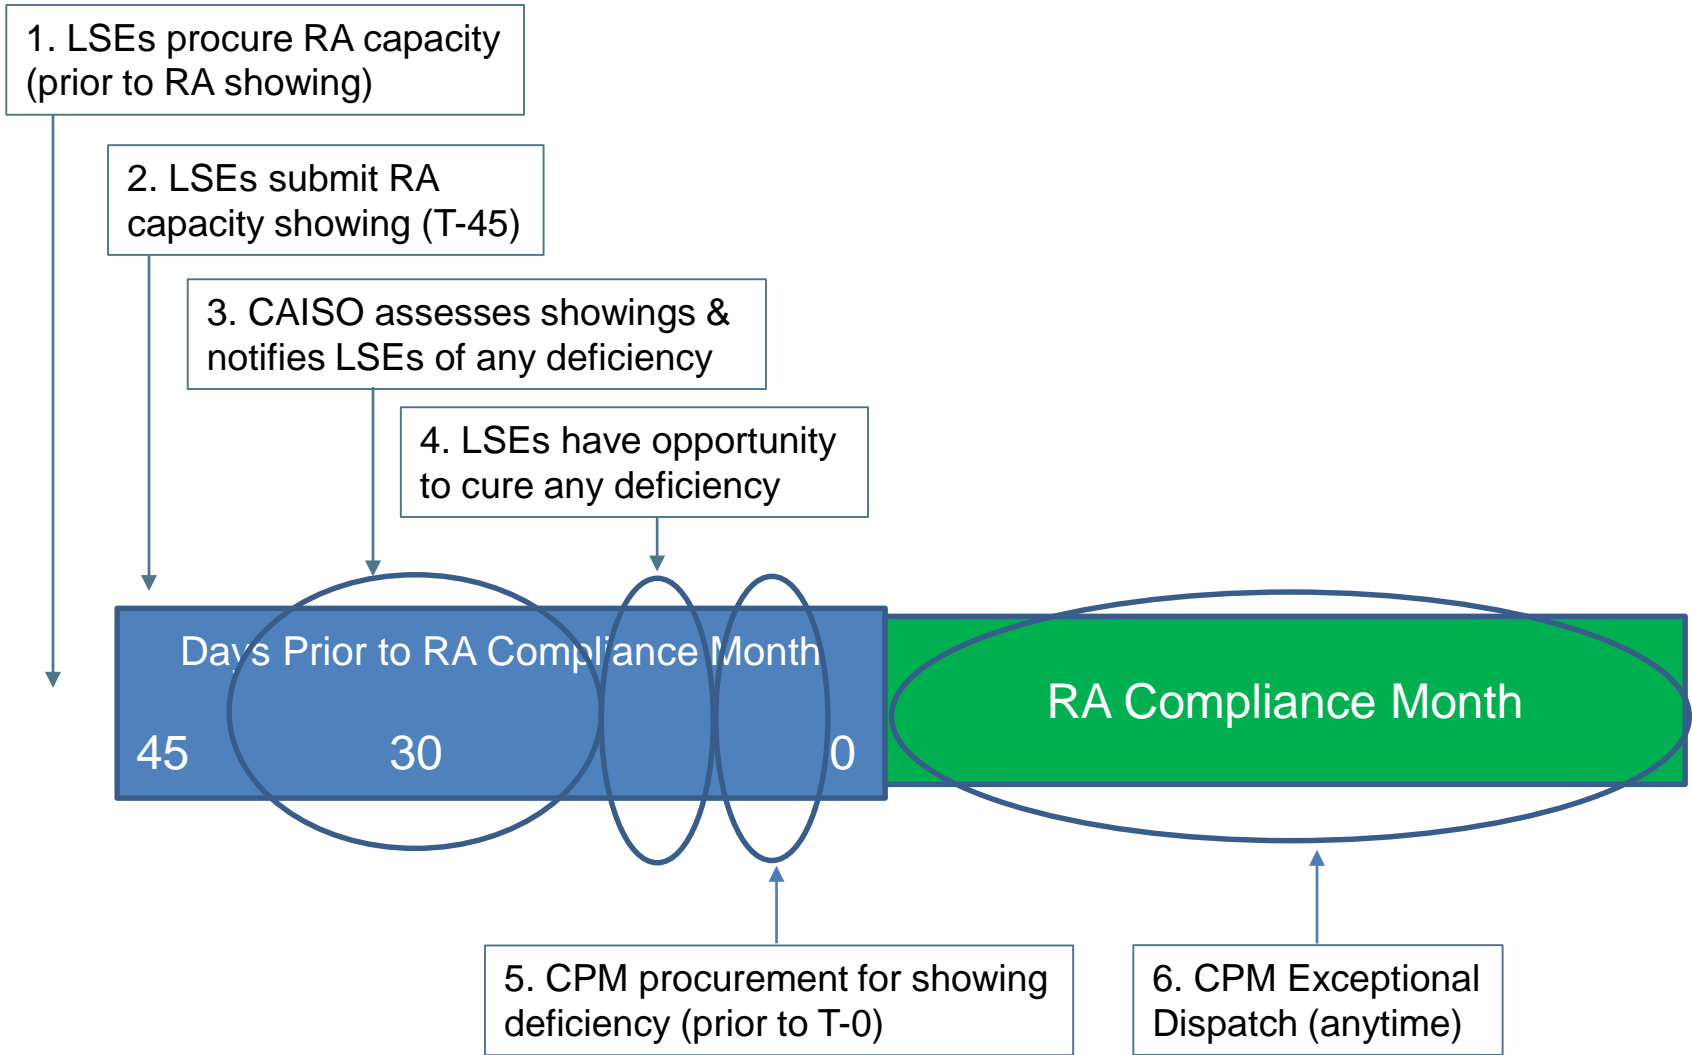 1. LSEs procure RA capacity
(prior to RA showing)
2. LSEs submit RA
capacity showing (T-45)
3. CAISO assesses showings &
notifies LSEs of any deficiency
4. LSEs have opportunity
to cure any deficiency
Days Prior to RA Compliance Month
45 30 0
RA Compliance Month
5. CPM procurement for showing
deficiency (prior to T-0)
6. CPM Exceptional
Dispatch (anytime)